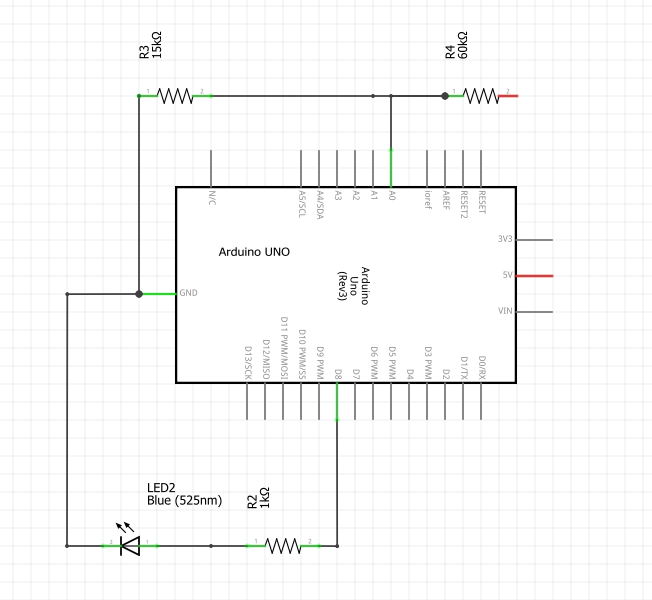 R3
15kΩ
R4
60kΩ
1
2
1
2
N/C
A5/SCL
A4/SDA
A3
A2
A1
A0
ioref
AREF
RESET2
RESET
Arduino UNO
Arduino
Uno
(Rev3)
3V3
5V
VIN
GND
D13/SCK
D12/MISO
D11 PWM/MOSI
D10 PWM/SS
D9 PWM
D8
D7
D6 PWM
D5 PWM
D4
D3 PWM
D2
D1/TX
D0/RX
LED2
Blue (525nm)
R2
1kΩ
1
1
2